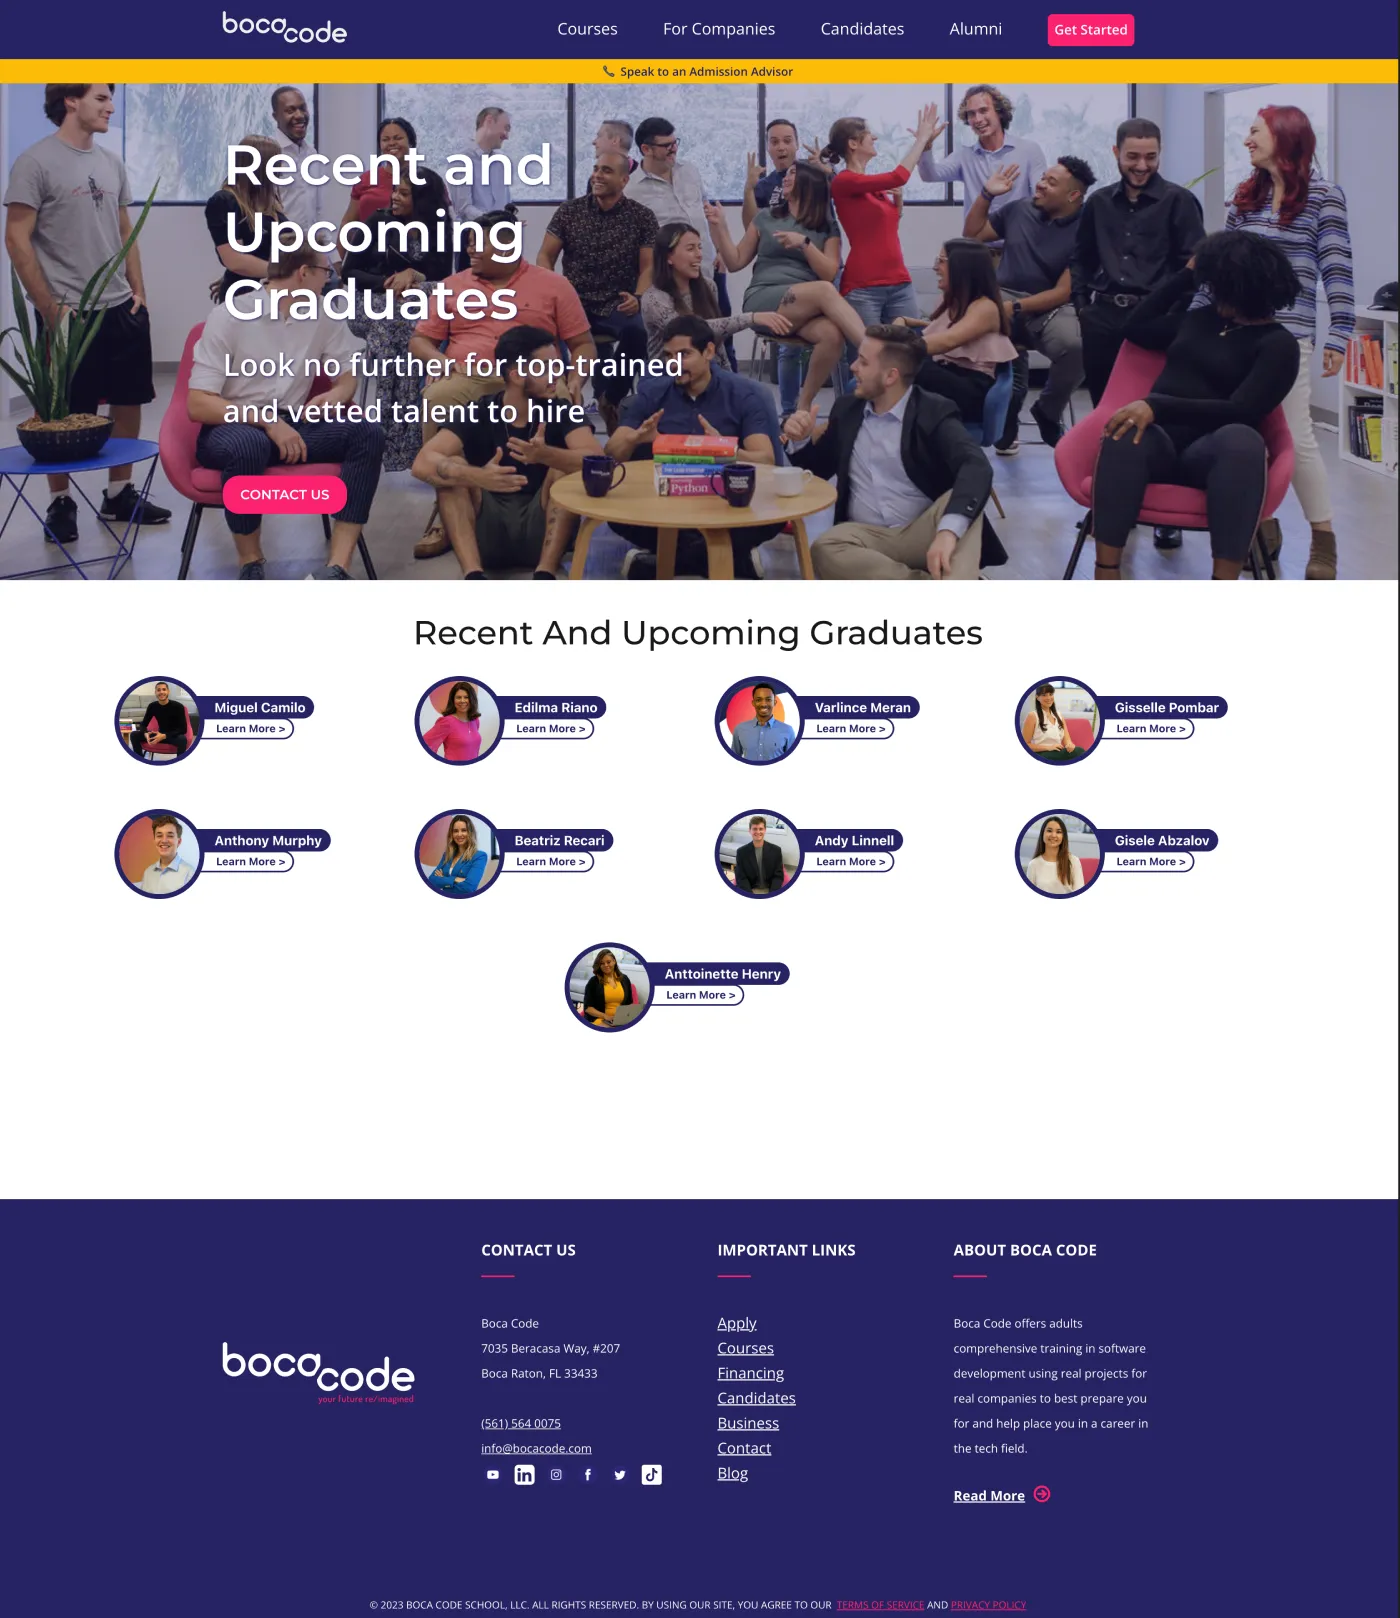 bocacode
Courses
For Companies
Candidates
Alumni
Get Started
Speak to an Admission Advisor
Recent and
Upcoming
Graduates
Look no further for top-trained
and vetted talent to hire
Python
CONTACT US
Recent And Upcoming Graduates
Miguel Camilo
Learn More >
Edilma Riano
Learn More >
Varlince Meran
Learn More >
Gisselle Pombar
Learn More >
Anthony Murphy
Learn More >
Beatriz Recari
Learn More >
Andy Linnell
Learn More >
Gisele Abzalov
Learn More >
Anttoinette Henry
Learn More >
bocacode
your future re/imagined
CONTACT US
Boca Code
7035 Beracasa Way, #207
Boca Raton, FL 33433
(561) 564 0075
info@bocacode.com
IMPORTANT LINKS
Apply
Courses
Financing
Candidates
Business
Contact
Blog
ABOUT BOCA CODE
Boca Code offers adults
comprehensive training in software
development using real projects for
real companies to best prepare you
for and help place you in a career in
the tech field.
Read More
© 2023 BOCA CODE SCHOOL, LLC. ALL RIGHTS RESERVED. BY USING OUR SITE, YOU AGREE TO OUR TERMS OF SERVICE AND PRIVACY POLICY